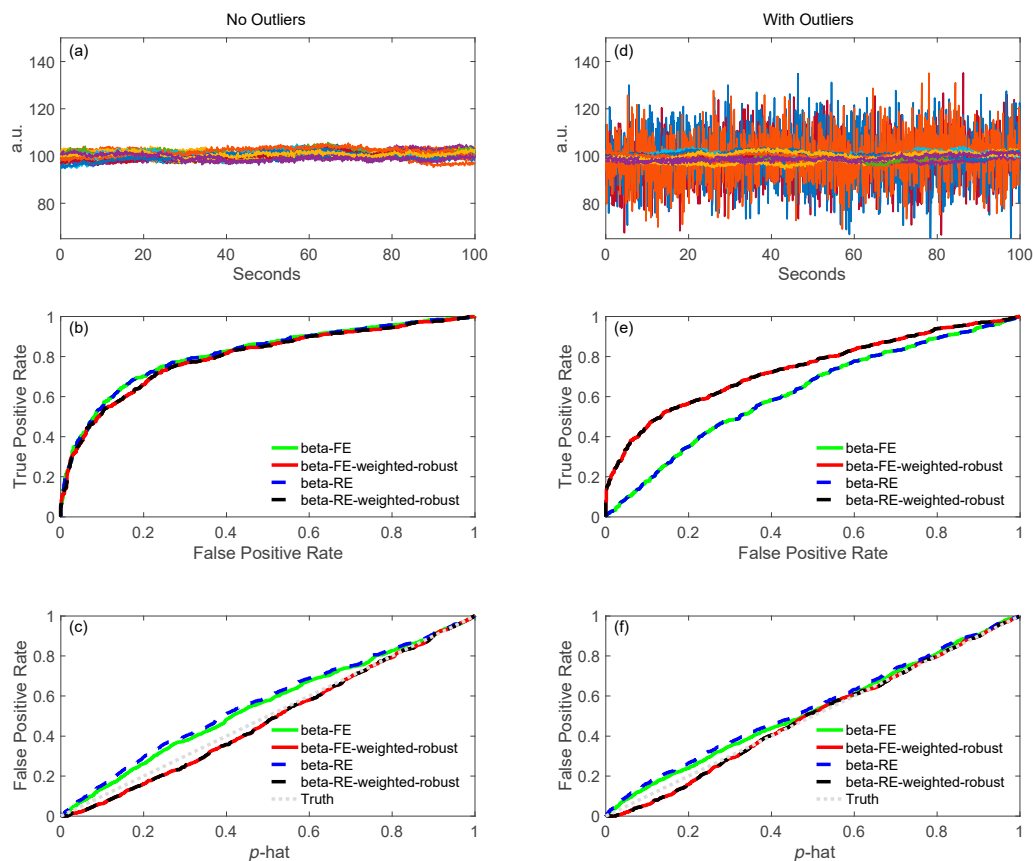 No Outliers
(a)
140
120
100
80
a.u.
0 20 40 60 80 100
Seconds
(b)
1
0.8
0.6
0.4
0.2
0
True Positive Rate
beta-FE
beta-FE-weighted-robust
beta-RE
beta-RE-weighted-robust
0 0.2 0.4 0.6 0.8 1
False Positive Rate
(c)
1
0.8
0.6
0.4
0.2
0
False Positive Rate
beta-FE
beta-FE-weighted-robust
beta-RE
beta-RE-weighted-robust
Truth
0 0.2 0.4 0.6 0.8 1
p-hat
With Outliers
(d)
140
120
100
80
a.u.
0 20 40 60 80 100
Seconds
(e)
1
0.8
0.6
0.4
0.2
0
True Positive Rate
beta-FE
beta-FE-weighted-robust
beta-RE
beta-RE-weighted-robust
0 0.2 0.4 0.6 0.8 1
False Positive Rate
(f)
1
0.8
0.6
0.4
0.2
0
False Positive Rate
beta-FE
beta-FE-weighted-robust
beta-RE
beta-RE-weighted-robust
Truth
0 0.2 0.4 0.6 0.8 1
p-hat